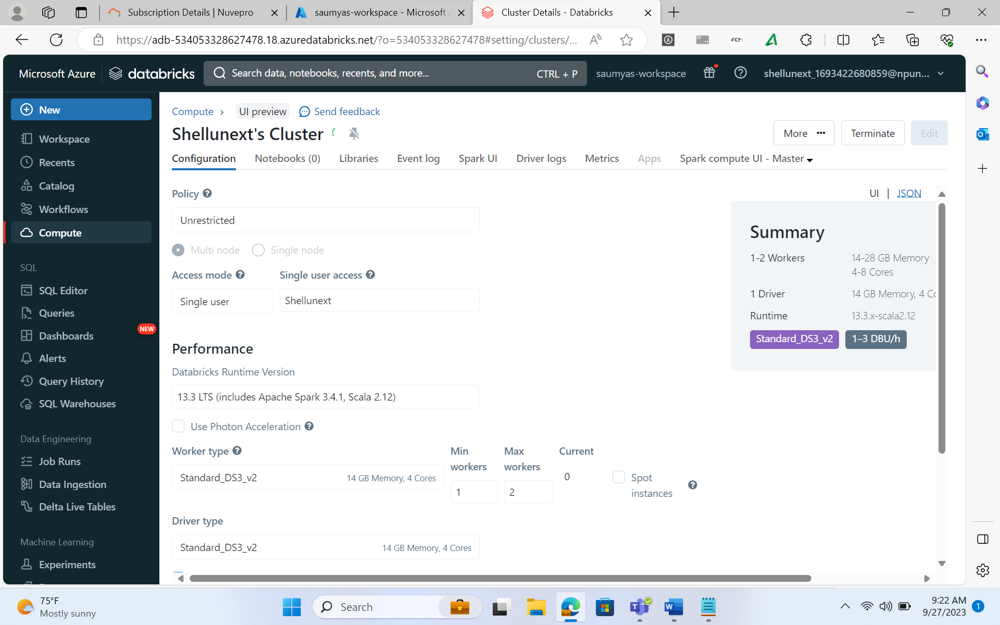 Subscription Details | Nuvepro
saumyas-workspace - Microsoft A
Cluster Details - Databricks
https://adb-534053328627478.18.azuredatabricks.net/?o=534053328627478#setting/clusters/...
FCM
Microsoft Azure
databricks
Search data, notebooks, recents, and more...
CTRL + P
saumyas-workspace
shellunext_1693422680859@npun...
New
Workspace
Recents
Catalog
Workflows
Compute
SQL
SQL Editor
Queries
Dashboards
NEW
Alerts
Query History
SQL Warehouses
Data Engineering
Job Runs
Data Ingestion
Delta Live Tables
Machine Learning
Experiments
Compute
UI preview
Send feedback
Shellunext's Cluster
More ...
Terminate
Edit
Configuration
Notebooks (0)
Libraries
Event log
Spark UI
Driver logs
Metrics
Apps
Spark compute UI - Master
Policy
Unrestricted
Multi node
Single node
Access mode
Single user access
Single user
Shellunext
UI | JSON
Summary
1-2 Workers
14-28 GB Memory
4-8 Cores
1 Driver
14 GB Memory, 4 Co
Runtime
13.3.x-scala2.12
Standard_DS3_v2
1–3 DBU/h
Performance
Databricks Runtime Version
13.3 LTS (includes Apache Spark 3.4.1, Scala 2.12)
Use Photon Acceleration
Worker type
Min
workers
Max
workers
Current
Standard_DS3_v2
14 GB Memory, 4 Cores
1
2
0
Spot
instances
Driver type
Standard_DS3_v2
14 GB Memory, 4 Cores
75°F
Mostly sunny
Search
9:22 AM
9/27/2023
1